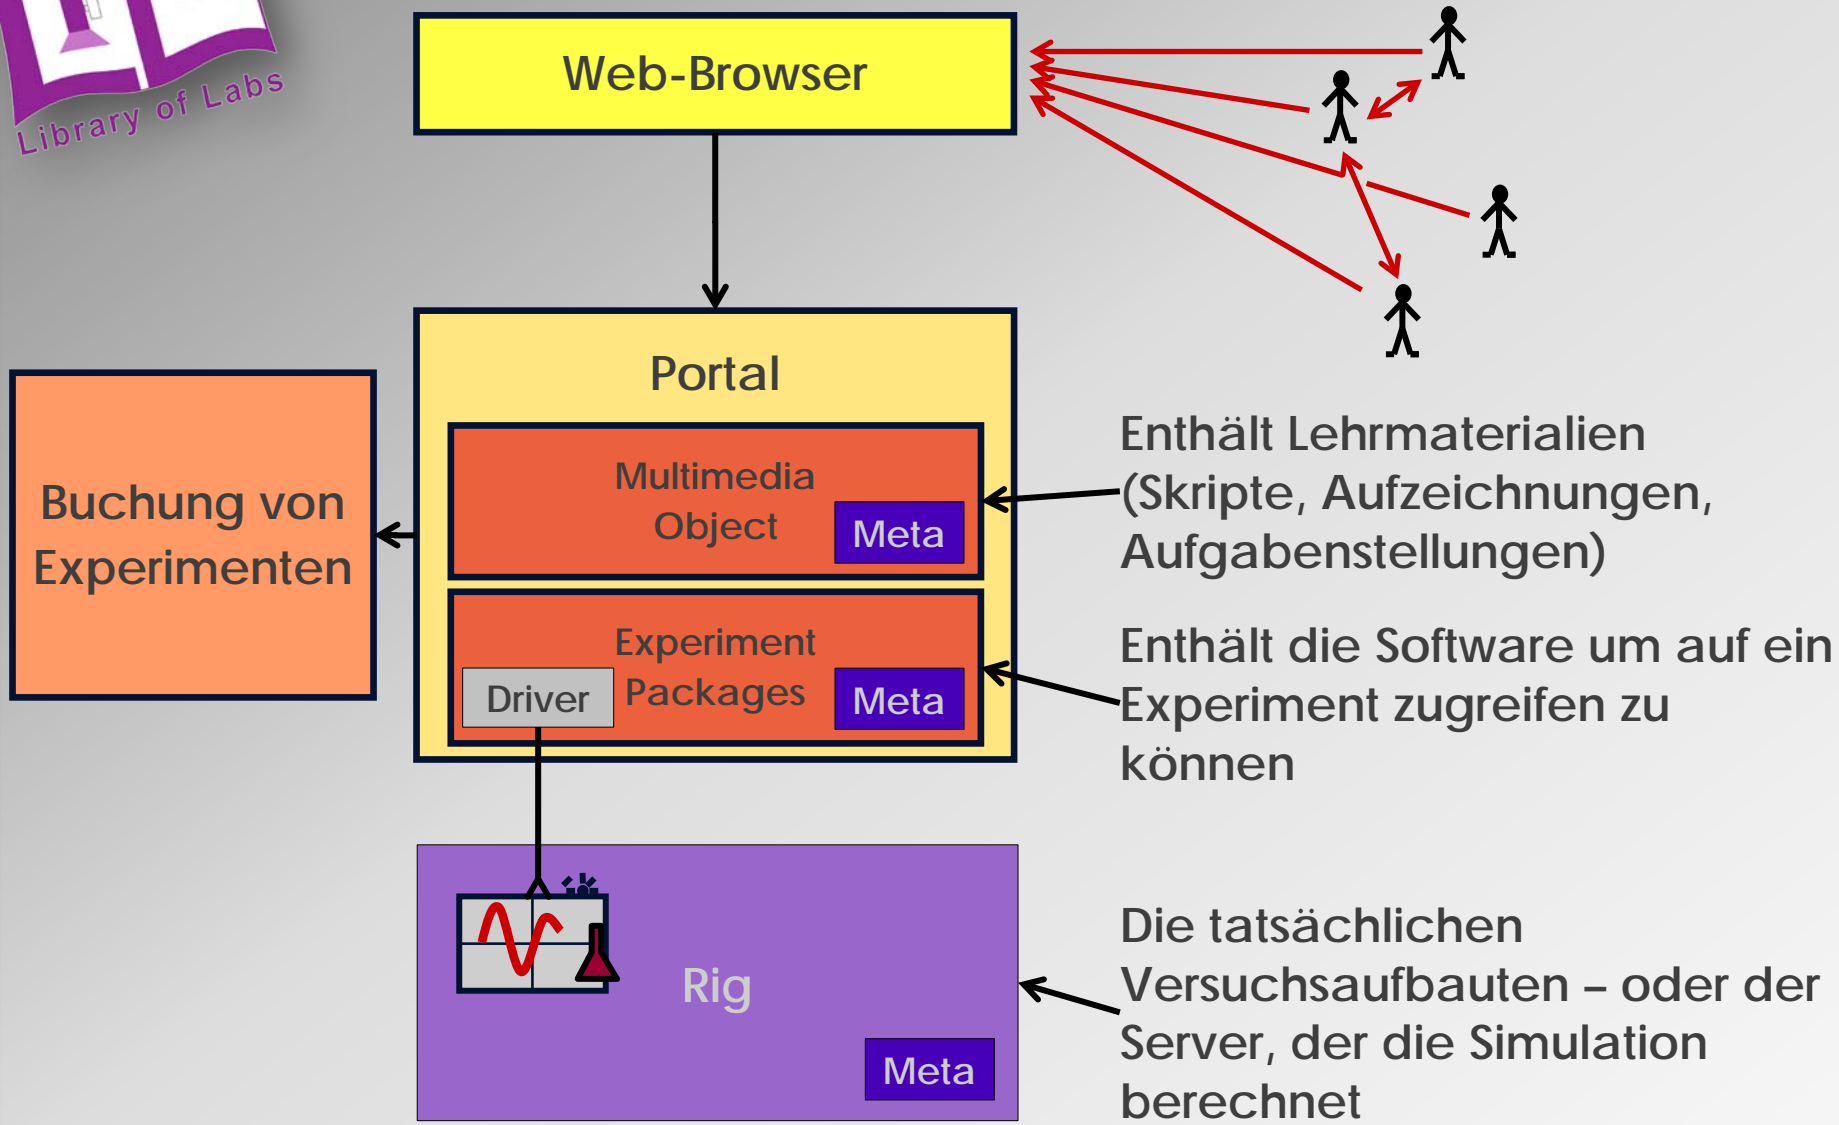 Library of Labs
Web-Browser
Portal
Buchung von
Experimenten
Multimedia
Object
Meta
Experiment
Packages
Driver
Meta
Enthält Lehrmaterialien
(Skripte, Aufzeichnungen,
Aufgabenstellungen)
Enthält die Software um auf ein
Experiment zugreifen zu
können
Rig
Meta
Die tatsächlichen
Versuchsaufbauten – oder der
Server, der die Simulation
berechnet